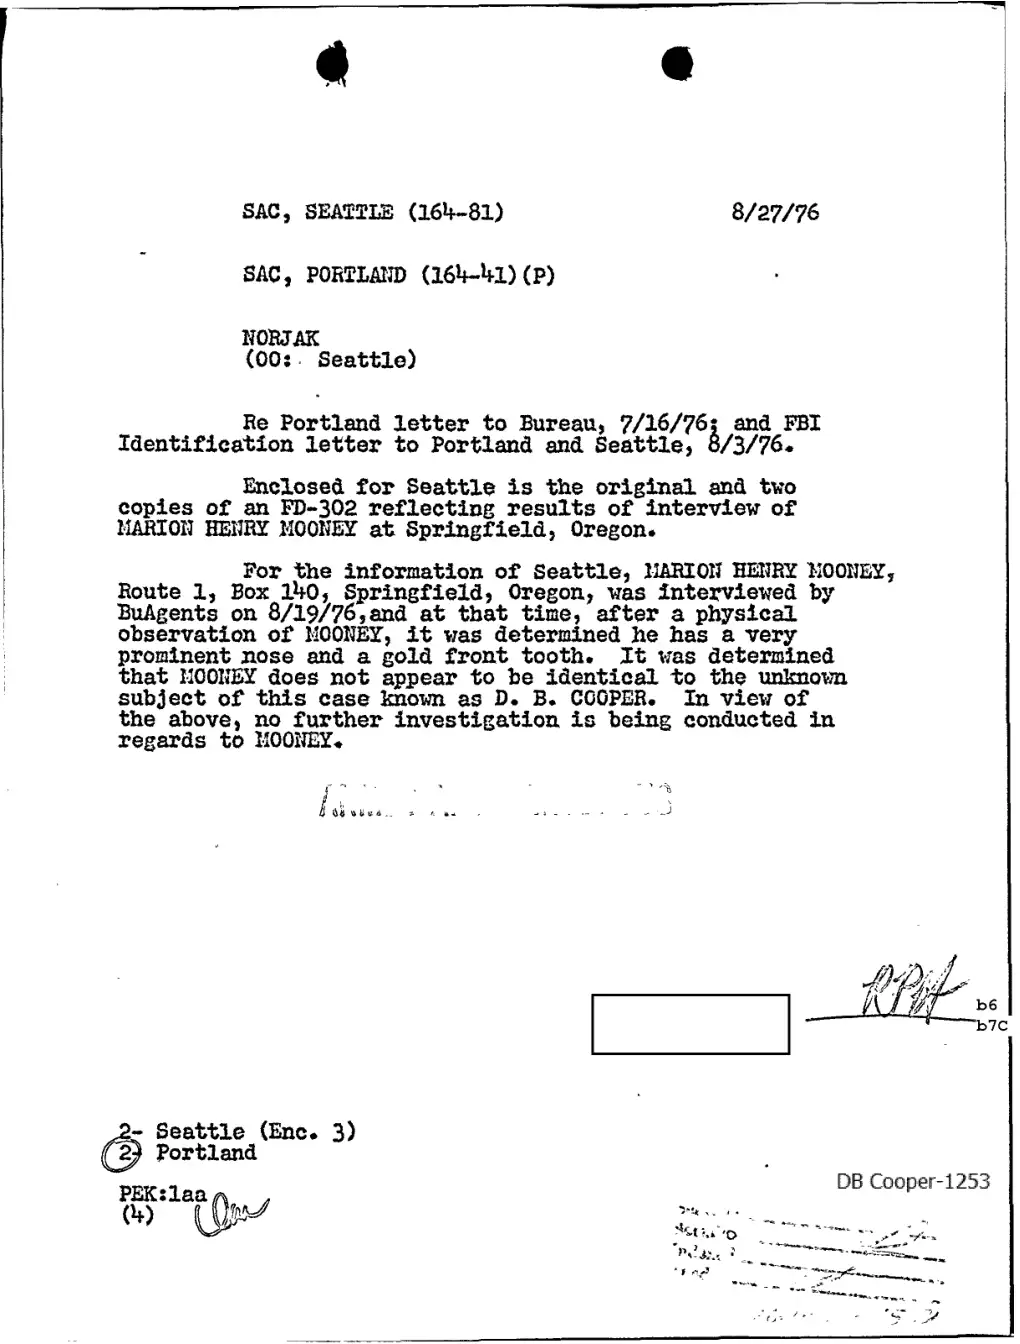 SAC, SEATTLE (164-81) 8/27/76
SAC, PORTLAND (164-41)(P)
NORJAK
(OO: Seattle)
Re Portland letter to Bureau, 7/16/76; and FBI
Identification letter to Portland and Seattle, 8/3/76.
Enclosed for Seattle is the original and two
copies of an FD-302 reflecting results of interview of
MARION HENRY MOONEY at Springfield, Oregon.
For the information of Seattle, MARION HENRY MOONEY,
Route 1, Box 140, Springfield, Oregon, was interviewed by
BuAgents on 8/19/76,and at that time, after a physical
observation of MOONEY, it was determined he has a very
prominent nose and a gold front tooth. It was determined
that MOONEY does not appear to be identical to the unknown
subject of this case known as D. B. COOPER. In view of
the above, no further investigation is being conducted in
regards to MOONEY.
RPH
b6
b7C
2- Seattle (Enc. 3)
2- Portland
PEK:laa
(4)
DB Cooper-1253